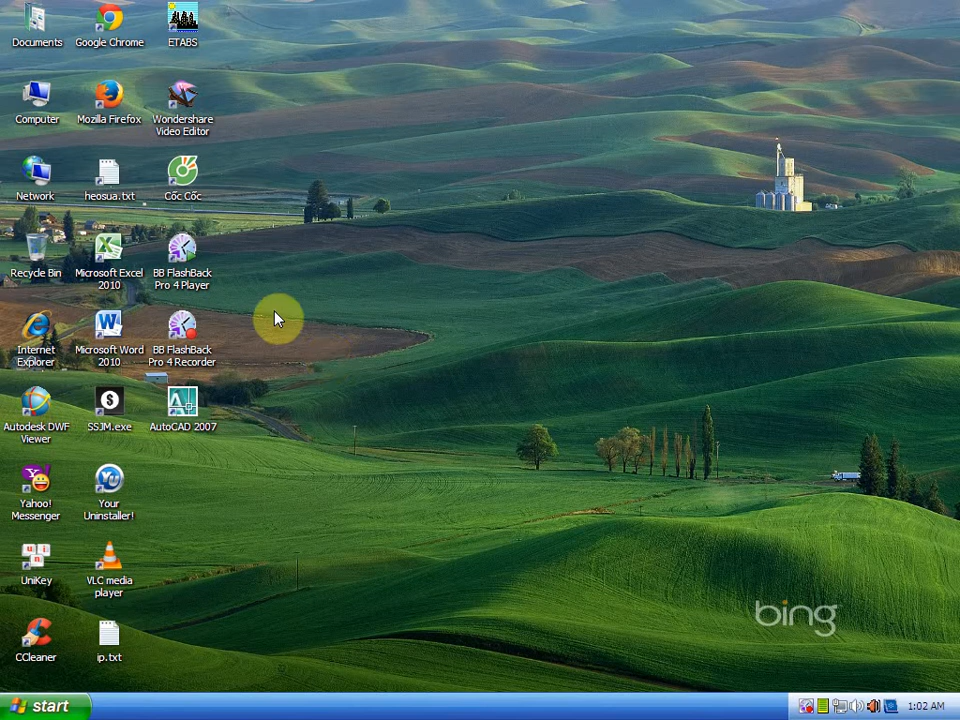 Documents
Google Chrome
ETABS
Computer
Mozilla Firefox
Wondershare
Video Editor
Network
heosua.txt
Cốc Cốc
Recycle Bin
Microsoft Excel
2010
BB FlashBack
Pro 4 Player
Internet
Explorer
Microsoft Word
2010
BB FlashBack
Pro 4 Recorder
Autodesk DWF
Viewer
SSJM.exe
AutoCAD 2007
Yahoo!
Messenger
Your
Uninstaller!
UniKey
VLC media
player
CCleaner
ip.txt
bing
start
1:02 AM